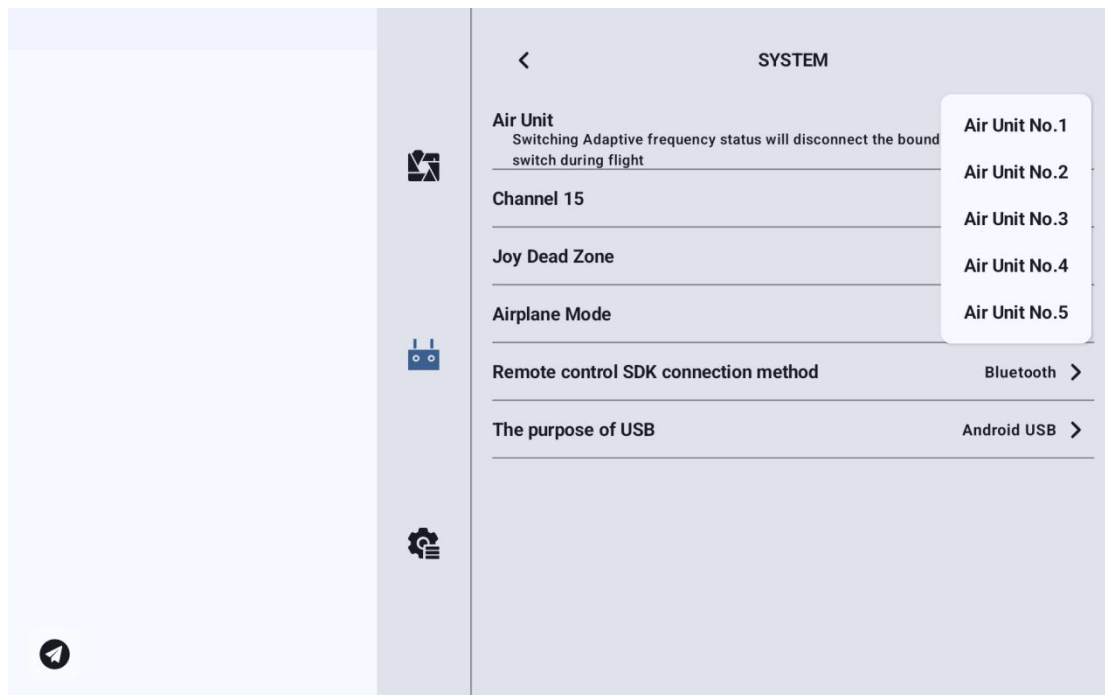 SYSTEM
Air Unit
Switching Adaptive frequency status will disconnect the bound
switch during flight
Air Unit No.1
Air Unit No.2
Air Unit No.3
Air Unit No.4
Air Unit No.5
Channel 15
Joy Dead Zone
Airplane Mode
Remote control SDK connection method
Bluetooth
The purpose of USB
Android USB